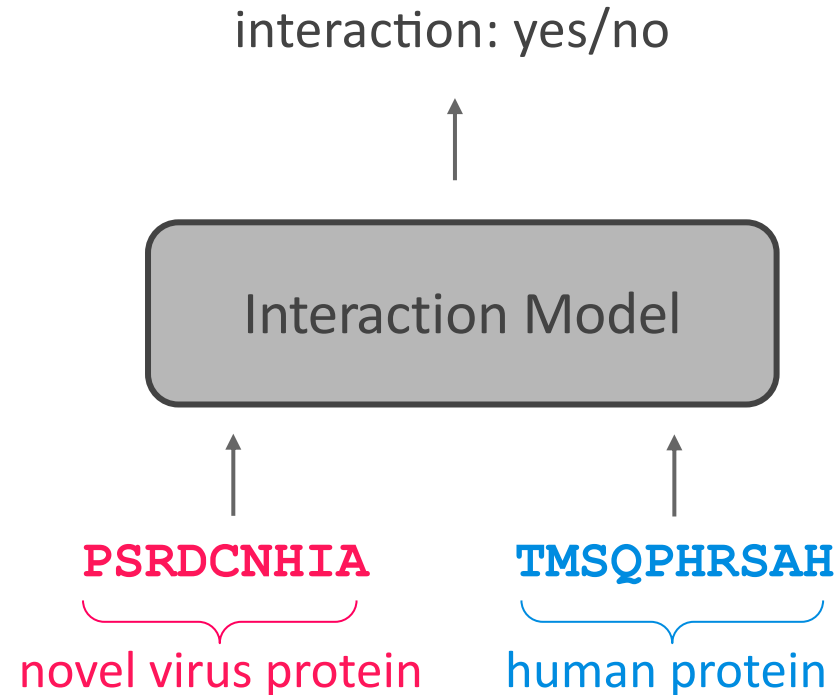 interaction: yes/no
Interaction Model
PSRDCNHIA TMSQPHRSAH
novel virus protein human protein